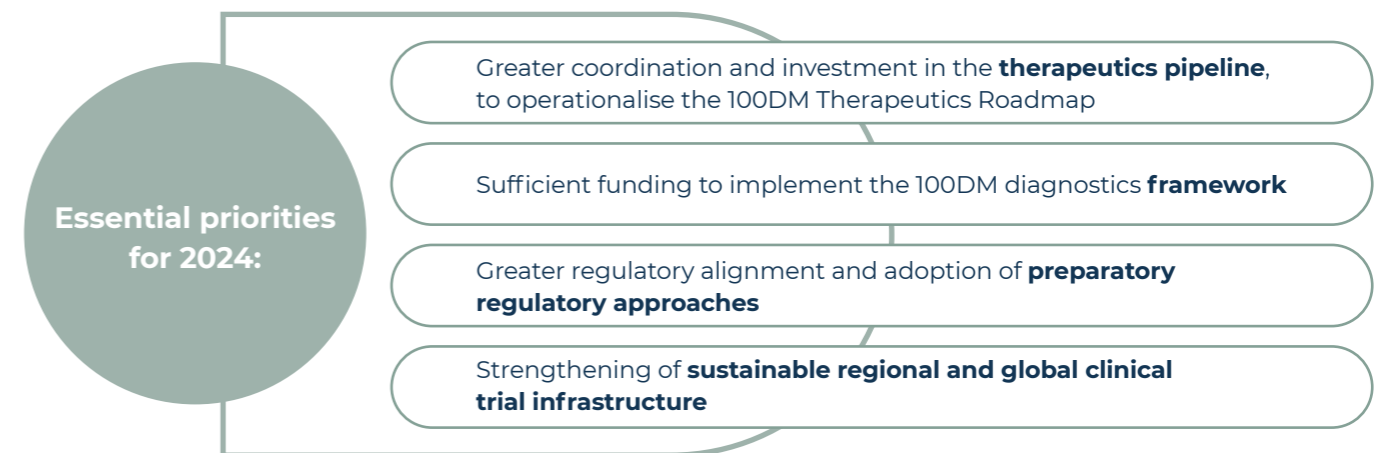 Essential priorities
for 2024:
Greater coordination and investment in the therapeutics pipeline,
to operationalise the 100DM Therapeutics Roadmap
Sufficient funding to implement the 100DM diagnostics framework
Greater regulatory alignment and adoption of preparatory
regulatory approaches
Strengthening of sustainable regional and global clinical
trial infrastructure